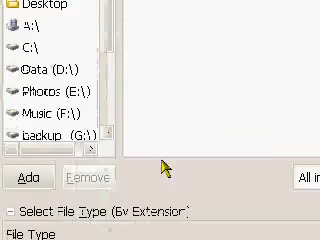 Desktop
A:\
C:\
Data (D:\)
Photos (E:\)
Music (F:\)
Backup (G:\)
Add
Remove
All in
Select File Type (By Extension)
File Type